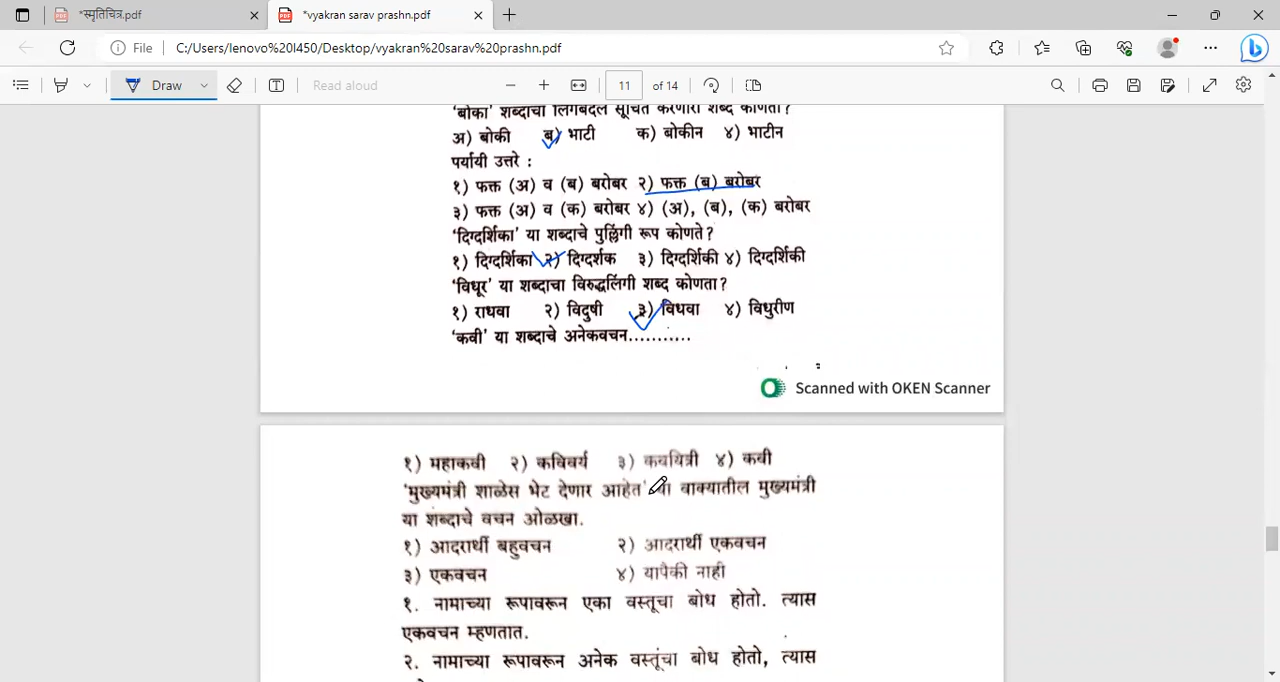 *स्मृतिचित्र.pdf
*vyakran sarav prashn.pdf
File
C:/Users/lenovo%20l450/Desktop/vyakran%20sarav%20prashn.pdf
Draw
Read aloud
11 of 14
'बोका' शब्दाचा लिंगबदल सूचित करणारा शब्द कोणता?
अ) बोकी ब) भाटी क) बोकीन ४) भाटीन
पर्यायी उत्तरे :
१) फक्त (अ) व (ब) बरोबर २) फक्त (ब) बरोबर
३) फक्त (अ) व (क) बरोबर ४) (अ), (ब), (क) बरोबर
'दिग्दर्शिका' या शब्दाचे पुल्लिंगी रूप कोणते?
१) दिग्दर्शिका २) दिग्दर्शक ३) दिग्दर्शिकी ४) दिग्दर्शिकी
'विधूर' या शब्दाचा विरुद्धलिंगी शब्द कोणता?
१) राधवा २) विदुषी ३) विधवा ४) विधुरीण
'कवी' या शब्दाचे अनेकवचन...........
Scanned with OKEN Scanner
१) महाकवी २) कविवर्य ३) कवयित्री ४) कवी
'मुख्यमंत्री शाळेस भेट देणार आहेत' या वाक्यातील मुख्यमंत्री
या शब्दाचे वचन ओळखा.
१) आदरार्थी बहुवचन २) आदरार्थी एकवचन
३) एकवचन ४) यापैकी नाही
१. नामाच्या रूपावरून एका वस्तूचा बोध होतो. त्यास
एकवचन म्हणतात.
२. नामाच्या रूपावरून अनेक वस्तूंचा बोध होतो, त्यास